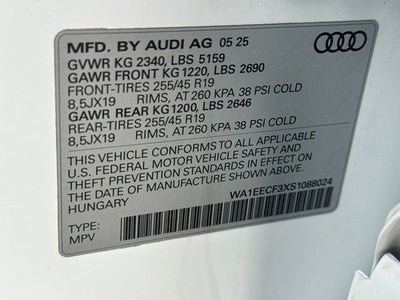 MFD. BY AUDI AG 05 25
GVWR KG 2340, LBS 5159
GAWR FRONT KG 1220, LBS 2690
FRONT-TIRES 255/45 R19
8,5JX19 RIMS, AT 260 KPA 38 PSI COLD
GAWR REAR KG 1200, LBS 2646
REAR-TIRES 255/45 R19
8,5JX19 RIMS, AT 260 KPA 38 PSI COLD
THIS VEHICLE CONFORMS TO ALL APPLICABLE
U.S. FEDERAL MOTOR VEHICLE SAFETY AND
THEFT PREVENTION STANDARDS IN EFFECT ON
THE DATE OF MANUFACTURE SHOWN ABOVE.
HUNGARY
WA1EECF3XS1088024
TYPE:
MPV